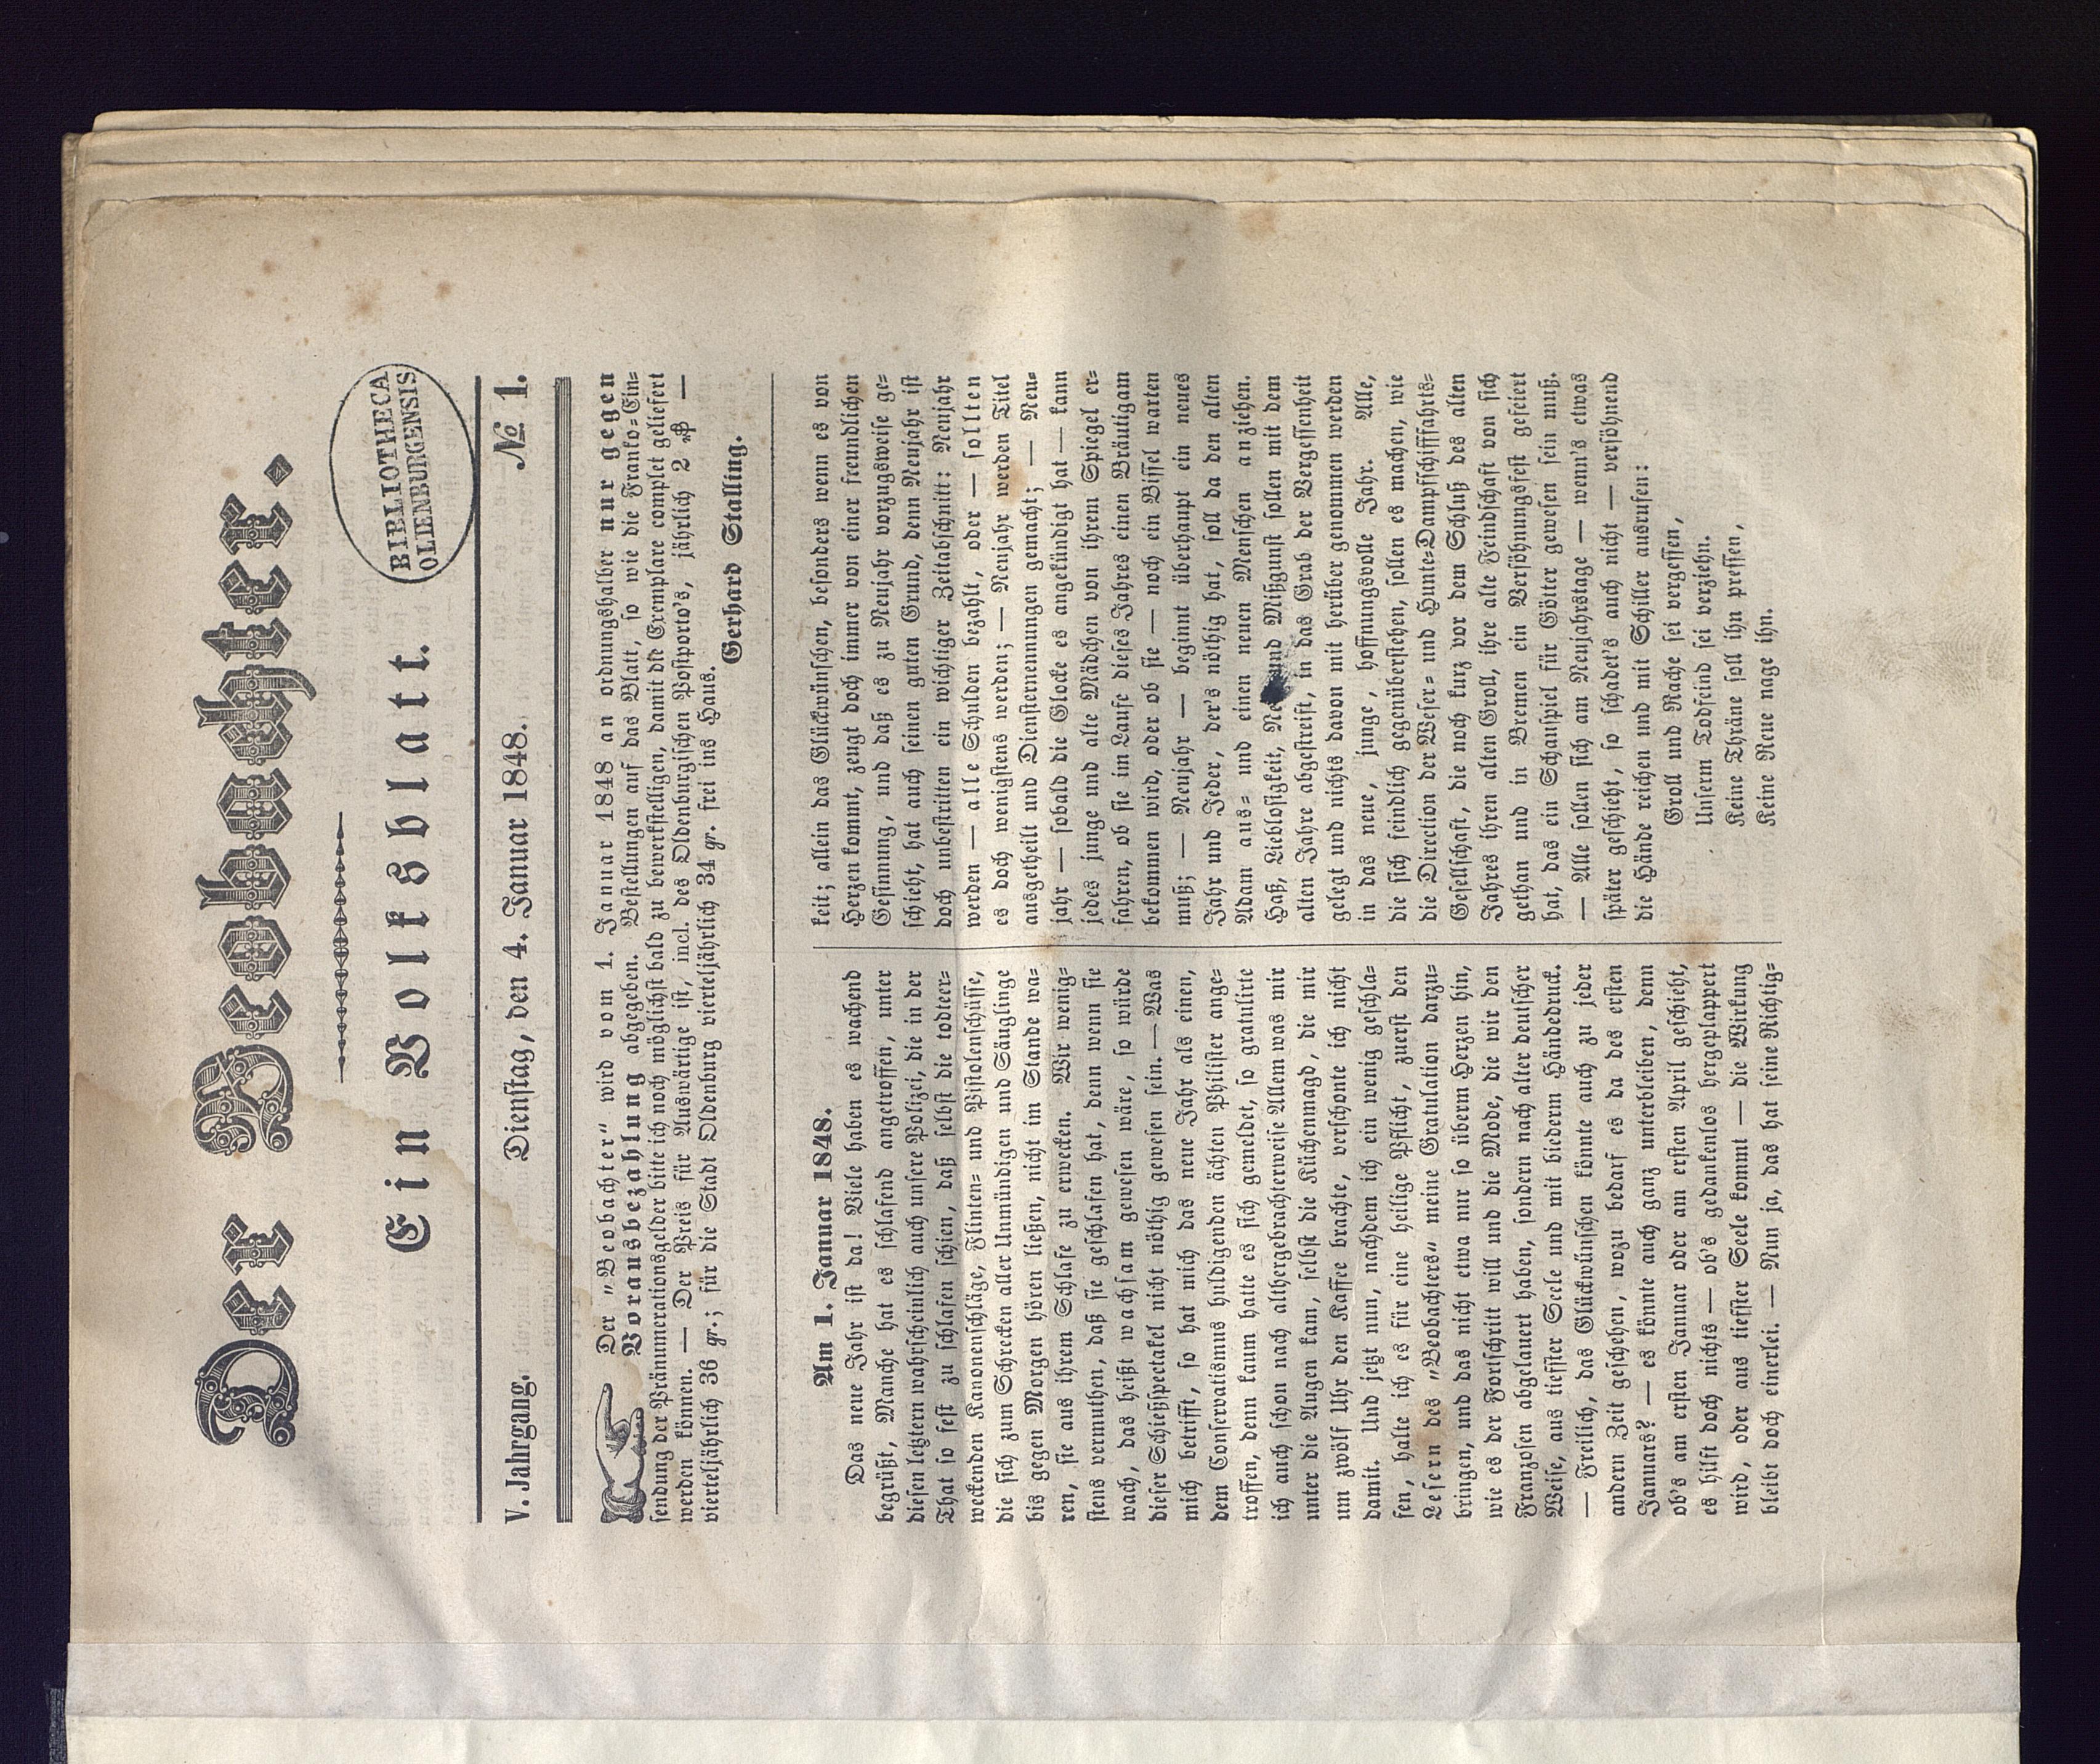 Der Beobachter.
Ein Volksblatt.
BIBLIOTHECA
OLDENBURGENSIS
V. Jahrgang. Dienstag, den 4. Januar 1848. № 1.
Der „Beobachter“ wird vom 1. Januar 1848 an ordnungshalber nur gegen
Vorausbezahlung abgegeben. Bestellungen auf das Blatt, so wie die Franko-Ein-
sendung der Pränumerationsgelder bitte ich noch möglichst bald zu bewerkstelligen, damit die Exemplare complet geliefert
werden können. — Der Preis für Auswärtige ist, incl. des Oldenburgischen Postporto's, jährlich 2 ₰ —
vierteljährlich 36 gr.; für die Stadt Oldenburg vierteljährlich 34 gr. frei ins Haus.
Gerhard Stalling.
Am 1. Januar 1848.
Das neue Jahr ist da! Viele haben es wachend
begrüßt, Manche hat es schlafend angetroffen, unter
diesen letztern wahrscheinlich auch unsere Polizei, die in der
That so fest zu schlafen schien, daß selbst die todter-
weckenden Kanonenschläge, Flinten- und Pistolenschüsse,
die sich zum Schrecken aller Unmündigen und Säuglinge
bis gegen Morgen hören ließen, nicht im Stande wa-
ren, sie aus ihrem Schlafe zu erwecken. Wir wenig-
stens vermuthen, daß sie geschlafen hat, denn wenn sie
wach, das heißt wachsam gewesen wäre, so würde
dieser Schießspectakel nicht nöthig gewesen sein. — Was
mich betrifft, so hat mich das neue Jahr als einen,
dem Conservatismus huldigenden ächten Philister ange-
troffen, denn kaum hatte es sich gemeldet, so gratulirte
ich auch schon nach althergebrachterweise Allem was mir
unter die Augen kam, selbst die Küchenmagd, die mir
um zwölf Uhr den Kaffee brachte, verschonte ich nicht
damit. Und jetzt nun, nachdem ich ein wenig geschla-
fen, halte ich es für eine heilige Pflicht, zuerst den
Lesern des „Beobachters“ meine Gratulation darzu-
bringen, und das nicht etwa nur so überm Herzen hin,
wie es der Fortschritt will und die Mode, die wir den
Franzosen abgelauert haben, sondern nach alter deutscher
Weise, aus tiefster Seele und mit biederm Händedruck.
— Freilich, das Glückwünschen könnte auch zu jeder
andern Zeit geschehen, wozu bedarf es da des ersten
Januars? — es könnte auch ganz unterbleiben, denn
ob's am ersten Januar oder am ersten April geschieht,
es hilft doch nichts — ob's gedankenlos hergeplappert
wird, oder aus tiefster Seele kommt — die Wirkung
bleibt doch einerlei. — Nun ja, das hat seine Richtig-
keit; allein das Glückwünschen, besonders wenn es von
Herzen kommt, zeugt doch immer von einer freundlichen
Gesinnung, und daß es zu Neujahr vorzugsweise ge-
schieht, hat auch seinen guten Grund, denn Neujahr ist
doch unbestritten ein wichtiger Zeitabschnitt: Neujahr
werden — alle Schulden bezahlt, oder — sollten
es doch wenigstens werden; — Neujahr werden Titel
ausgetheilt und Diensternennungen gemacht; — Neu-
jahr — sobald die Glocke es angekündigt hat — kann
jedes junge und alte Mädchen von ihrem Spiegel er-
fahren, ob sie im Laufe dieses Jahres einen Bräutigam
bekommen wird, oder ob sie — noch ein Bissel warten
muß; — Neujahr — beginnt überhaupt ein neues
Jahr und Jeder, der's nöthig hat, soll da den alten
Adam aus- und einen neuen Menschen anziehen.
Haß, Lieblosigkeit, und Mißgunst sollen mit dem
alten Jahre abgestreift, in das Grab der Vergessenheit
gelegt und nichts davon mit herüber genommen werden
in das neue, junge, hoffnungsvolle Jahr. Alle,
die sich feindlich gegenüberstehen, sollen es machen, wie
die Direction der Weser- und Hunte-Dampfschifffahrts-
Gesellschaft, die noch kurz vor dem Schluß des alten
Jahres ihren alten Groll, ihre alte Feindschaft von sich
gethan und in Bremen ein Versöhnungsfest gefeiert
hat, das ein Schauspiel für Götter gewesen sein muß.
— Alle sollen sich am Neujahrstage — wenn's etwas
später geschieht, so schadet's auch nicht — versöhnend
die Hände reichen und mit Schiller ausrufen:
Groll und Rache sei vergessen,
Unserm Todfeind sei verziehn.
Keine Thräne soll ihn pressen,
Keine Reue nage ihn.